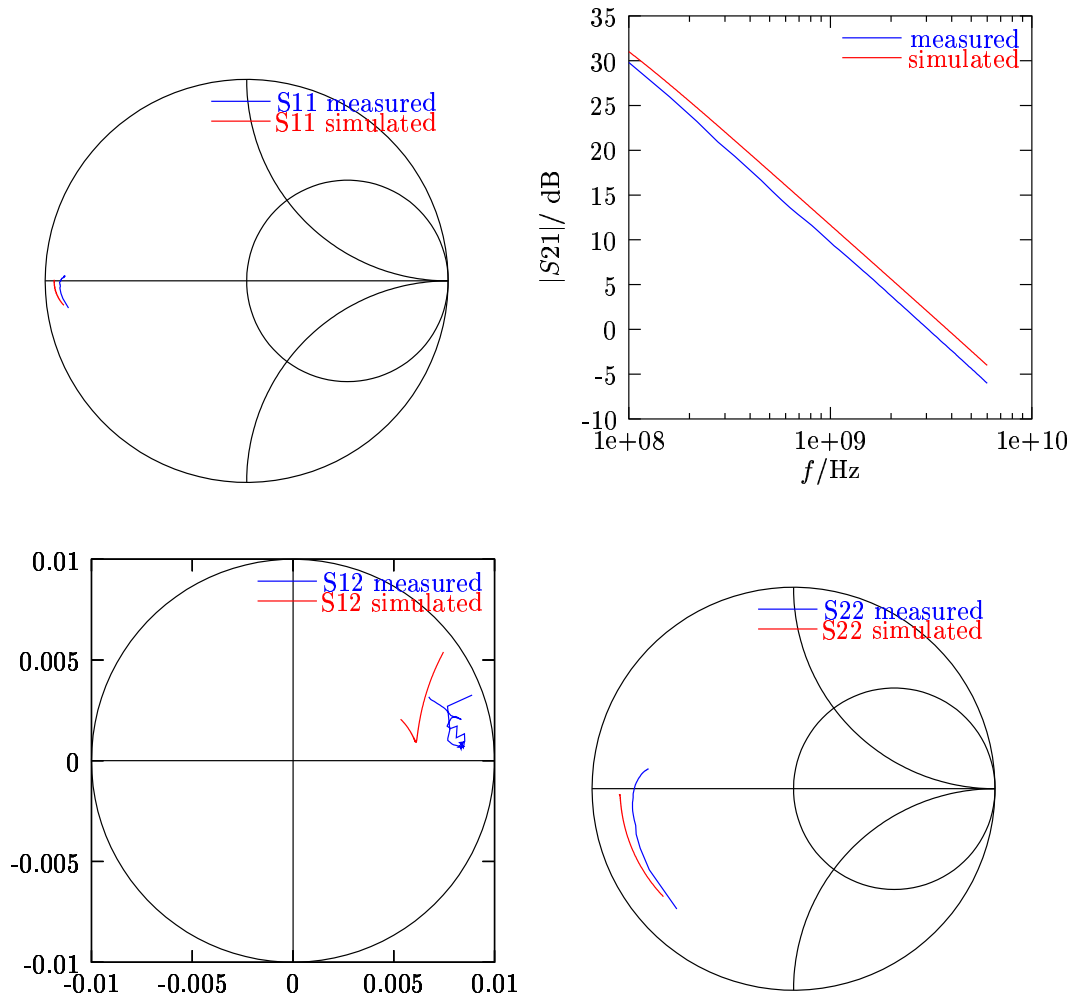 S11 measured
S11 simulated
35
30
25
20
15
10
5
0
-5
-10
|S21|/ dB
measured
simulated
1e+08
1e+09
1e+10
f/Hz
0.01
0.005
0
-0.005
-0.01
S12 measured
S12 simulated
-0.01
-0.005
0
0.005
0.01
S22 measured
S22 simulated